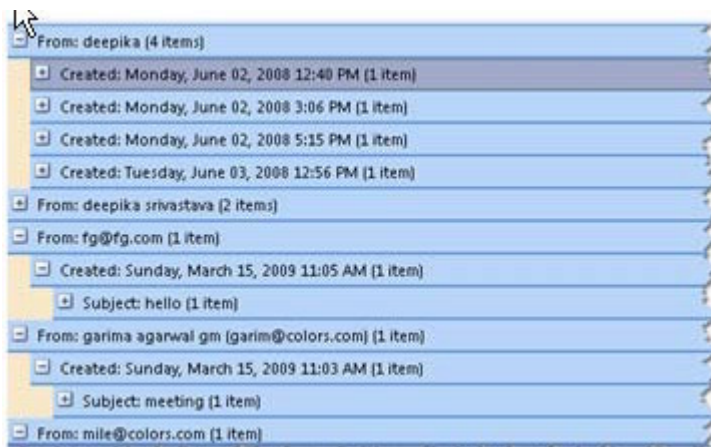 From: deepika (4 items)
Created: Monday, June 02, 2008 12:40 PM (1 item)
Created: Monday, June 02, 2008 3:06 PM (1 item)
Created: Monday, June 02, 2008 5:15 PM (1 item)
Created: Tuesday, June 03, 2008 12:56 PM (1 item)
From: deepika srivastava (2 items)
From: fg@fg.com (1 item)
Created: Sunday, March 15, 2009 11:05 AM (1 item)
Subject: hello (1 item)
From: garima agarwal gm (garim@colors.com) (1 item)
Created: Sunday, March 15, 2009 11:03 AM (1 item)
Subject: meeting (1 item)
From: mile@colors.com (1 item)